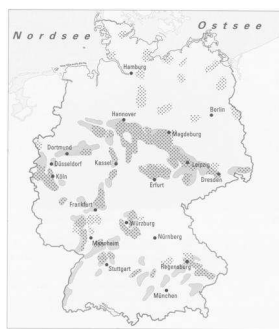 Nordsee
Ostsee
Hamburg
Berlin
Hannover
Magdeburg
Dortmund
Düsseldorf
Kassel
Leipzig
Köln
Erfurt
Dresden
Frankfurt
Würzburg
Mannheim
Nürnberg
Stuttgart
Regensburg
München